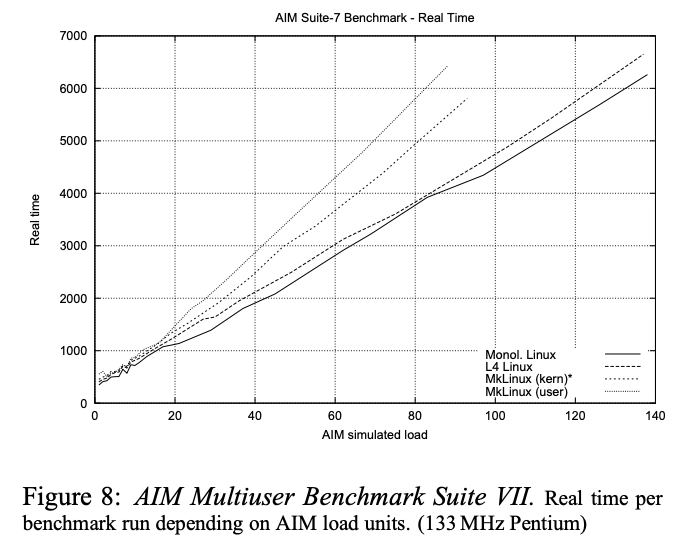 AIM Suite-7 Benchmark - Real Time
7000
6000
5000
4000
3000
2000
1000
0
Real time
Monol. Linux
L4 Linux
MkLinux (kern)*
MkLinux (user)
0 20 40 60 80 100 120 140
AIM simulated load
Figure 8: AIM Multiuser Benchmark Suite VII. Real time per
benchmark run depending on AIM load units. (133 MHz Pentium)